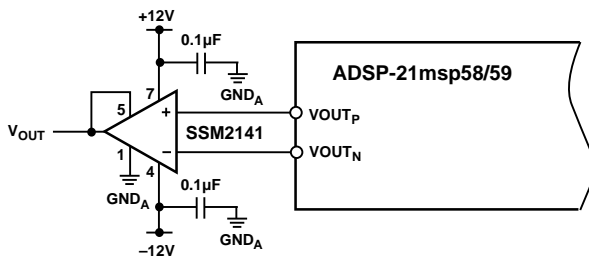 +12V
0.1µF
ADSP-21msp58/59
GNDA
7
5
+
VOUTP
VOUT
SSM2141
–
VOUTN
1
4
GNDA
0.1µF
GNDA
–12V